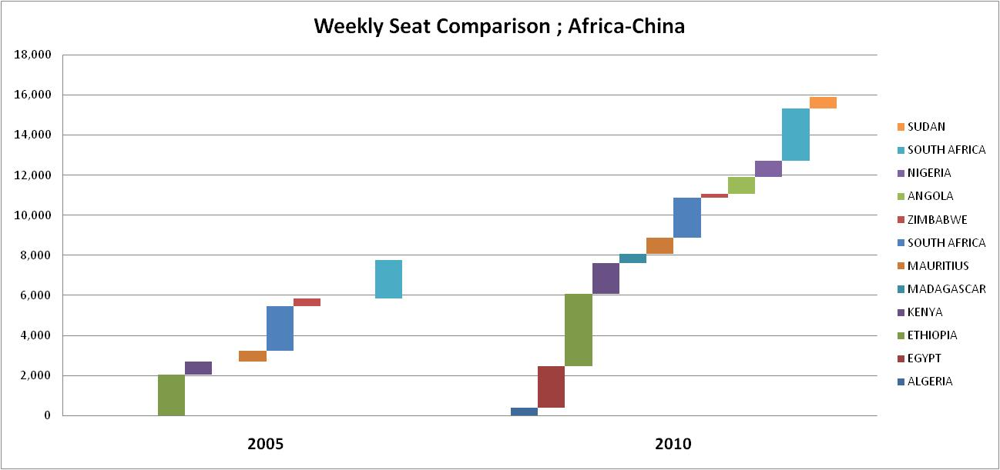 Weekly Seat Comparison ; Africa-China
18,000
16,000
14,000
12,000
10,000
8,000
6,000
4,000
2,000
0
2005
2010
SUDAN
SOUTH AFRICA
NIGERIA
ANGOLA
ZIMBABWE
SOUTH AFRICA
MAURITIUS
MADAGASCAR
KENYA
ETHIOPIA
EGYPT
ALGERIA